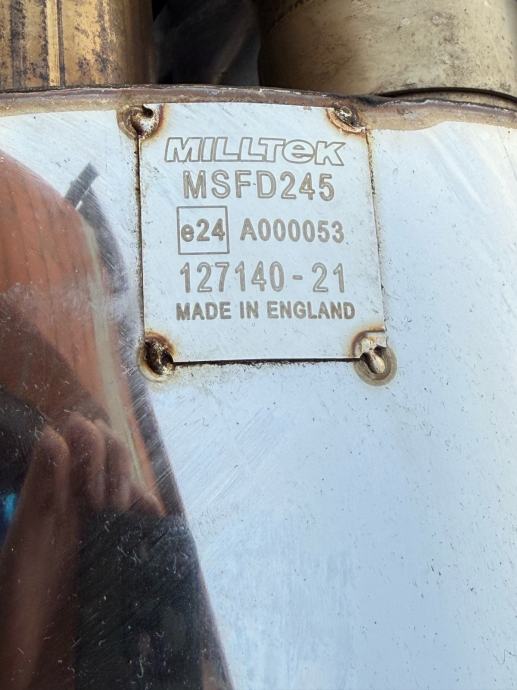 MILLTeK
MSFD245
e24 A000053
127140-21
MADE IN ENGLAND